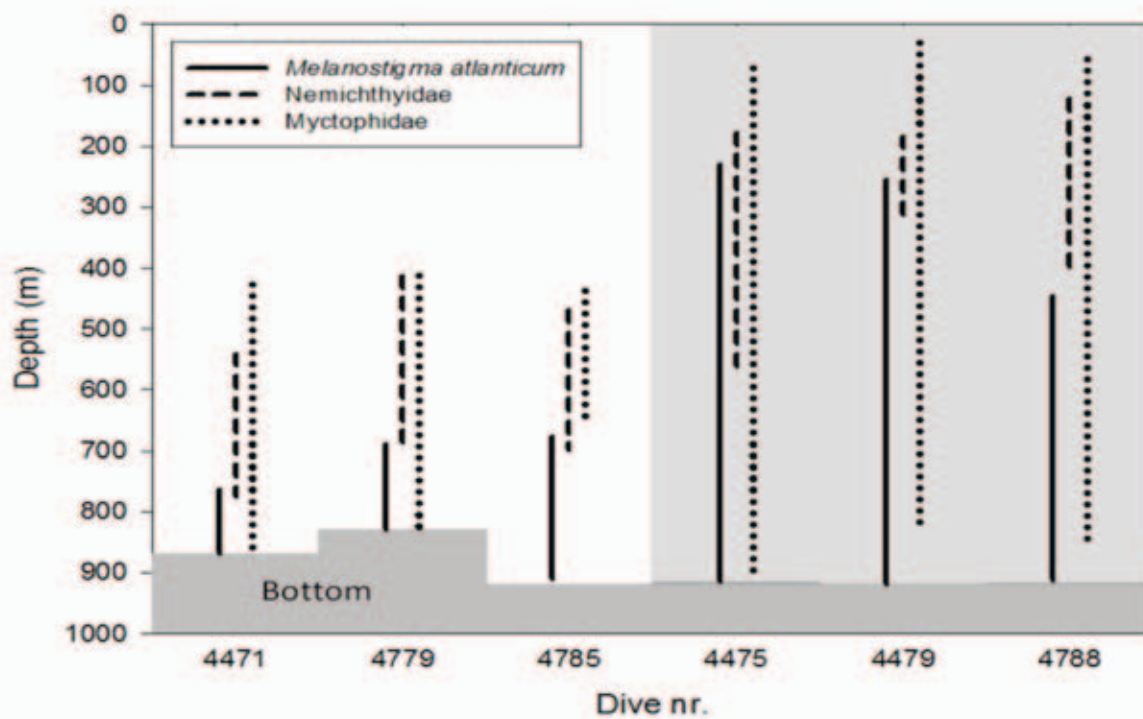 0
100
200
300
400
500
600
700
800
900
1000
Depth (m)
Melanostigma atlanticum
Nemichthyidae
Myctophidae
Bottom
4471 4779 4785 4475 4479 4788
Dive nr.